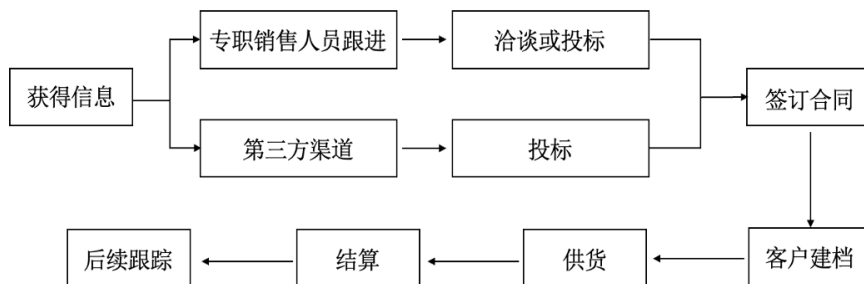 专职销售人员跟进
洽谈或投标
获得信息
签订合同
第三方渠道
投标
后续跟踪
结算
供货
客户建档